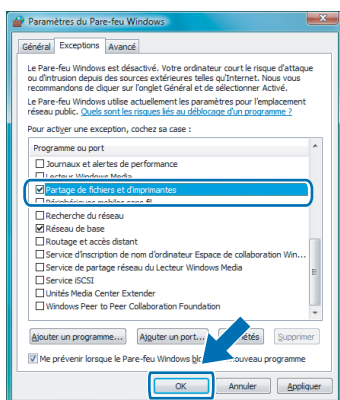 Paramètres du Pare-feu Windows
Général Exceptions Avancé
Le Pare-feu Windows est désactivé. Votre ordinateur court le risque d'attaque
ou d'intrusion depuis des sources extérieures telles qu'Internet. Nous vous
recommandons de cliquer sur l'onglet Général et de sélectionner Activé.
Le Pare-feu Windows utilise actuellement les paramètres pour l'emplacement
réseau public. Quels sont les risques liés au déblocage d'un programme ?
Pour activer une exception, cochez sa case :
Programme ou port
Journaux et alertes de performance
Lecteur Windows Media
Partage de fichiers et d'imprimantes
Périphériques mobiles sans fil
Recherche du réseau
Réseau de base
Routage et accès distant
Service d'inscription de nom d'ordinateur Espace de collaboration Win...
Service de partage réseau du Lecteur Windows Media
Service iSCSI
Unités Media Center Extender
Windows Peer to Peer Collaboration Foundation
Ajouter un programme... Ajouter un port... Supprimer
Me prévenir lorsque le Pare-feu Windows nouveau programme
OK Annuler Appliquer